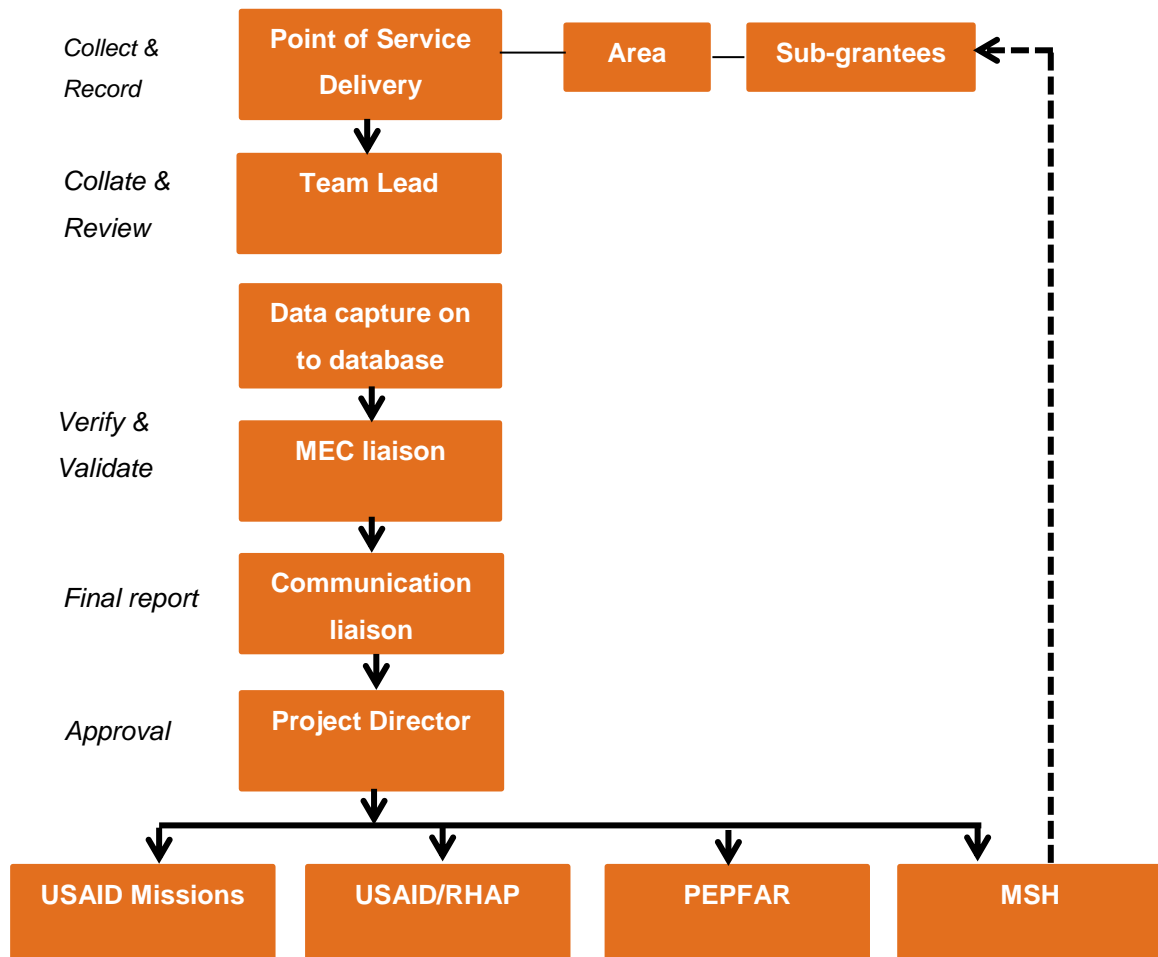 Collect &
Record
Point of Service
Delivery
Area
Sub-grantees
Collate &
Review
Team Lead
Data capture on
to database
Verify &
Validate
MEC liaison
Final report
Communication
liaison
Approval
Project Director
USAID Missions
USAID/RHAP
PEPFAR
MSH